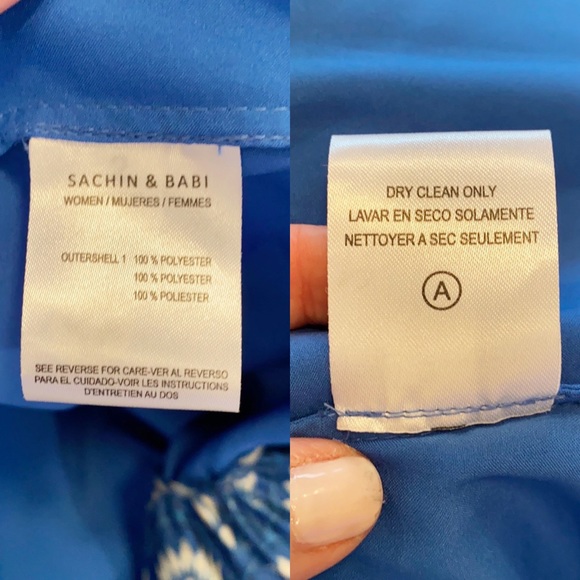 SACHIN & BABI
WOMEN / MUJERES / FEMMES
OUTERSHELL 1 100 % POLYESTER
100 % POLYESTER
100 % POLIESTER
SEE REVERSE FOR CARE-VER AL REVERSO
PARA EL CUIDADO-VOIR LES INSTRUCTIONS
D'ENTRETIEN AU DOS
DRY CLEAN ONLY
LAVAR EN SECO SOLAMENTE
NETTOYER A SEC SEULEMENT
A